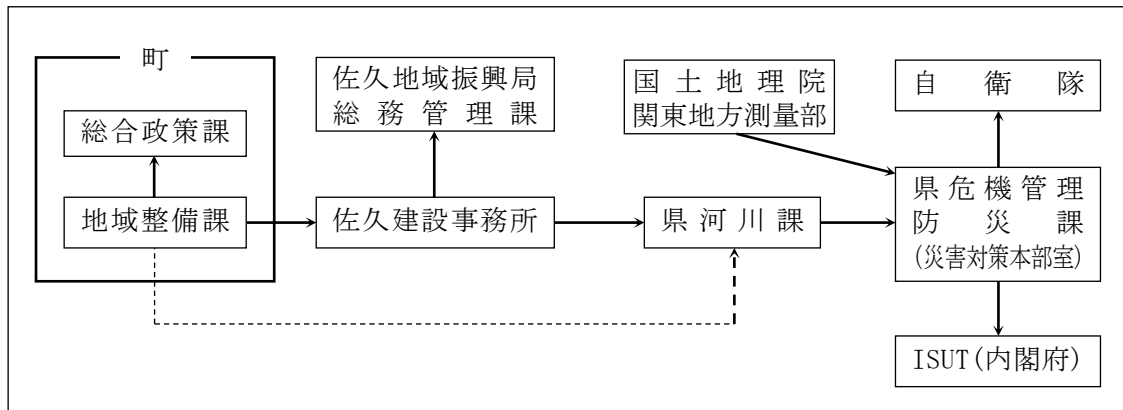 町
総合政策課
地域整備課
佐久地域振興局
総務管理課
佐久建設事務所
国土地理院
関東地方測量部
県河川課
自衛隊
県危機管理
防災課
(災害対策本部室)
ISUT(内閣府)